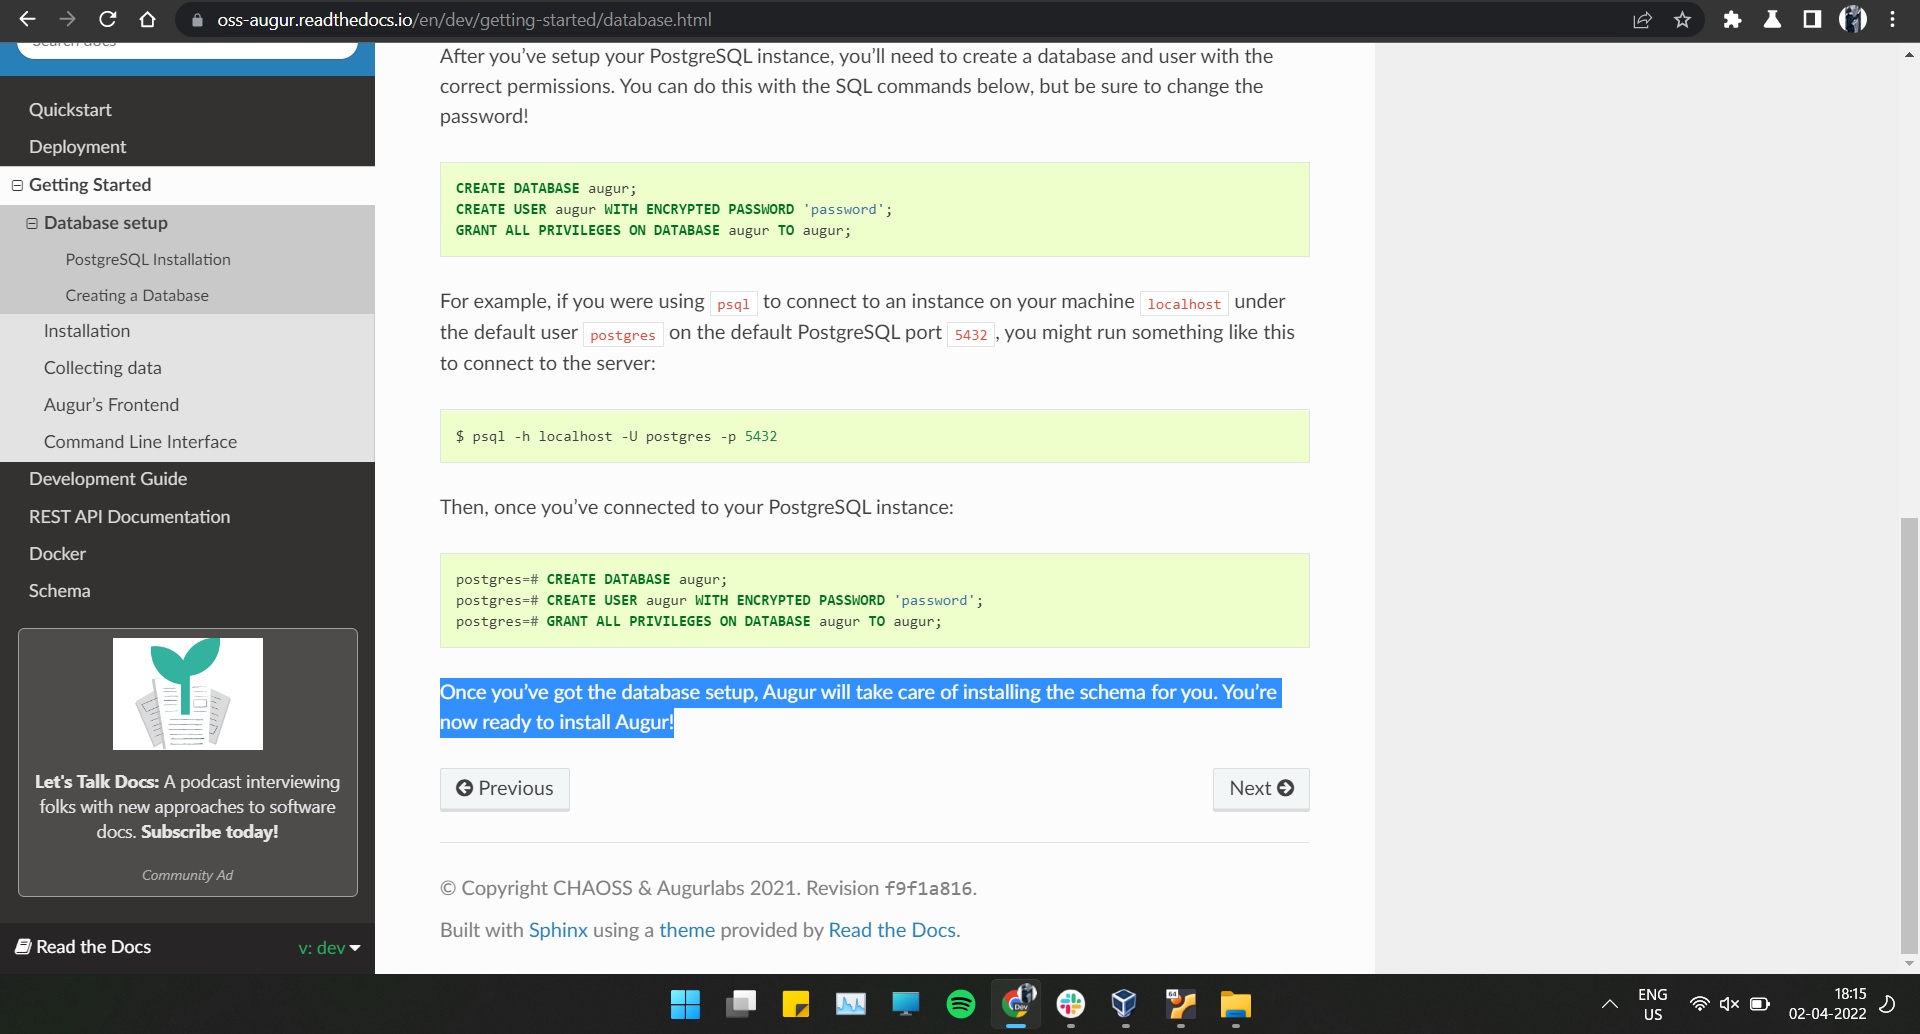 oss-augur.readthedocs.io/en/dev/getting-started/database.html
Quickstart
Deployment
Getting Started
Database setup
PostgreSQL Installation
Creating a Database
Installation
Collecting data
Augur’s Frontend
Command Line Interface
Development Guide
REST API Documentation
Docker
Schema
Let's Talk Docs: A podcast interviewing
folks with new approaches to software
docs. Subscribe today!
Community Ad
Read the Docs
v: dev
After you’ve setup your PostgreSQL instance, you’ll need to create a database and user with the
correct permissions. You can do this with the SQL commands below, but be sure to change the
password!
CREATE DATABASE augur;
CREATE USER augur WITH ENCRYPTED PASSWORD 'password';
GRANT ALL PRIVILEGES ON DATABASE augur TO augur;
For example, if you were using psql to connect to an instance on your machine localhost under
the default user postgres on the default PostgreSQL port 5432, you might run something like this
to connect to the server:
$ psql -h localhost -U postgres -p 5432
Then, once you’ve connected to your PostgreSQL instance:
postgres=# CREATE DATABASE augur;
postgres=# CREATE USER augur WITH ENCRYPTED PASSWORD 'password';
postgres=# GRANT ALL PRIVILEGES ON DATABASE augur TO augur;
Once you’ve got the database setup, Augur will take care of installing the schema for you. You’re
now ready to install Augur!
Previous
Next
© Copyright CHAOSS & Augurlabs 2021. Revision f9f1a816.
Built with Sphinx using a theme provided by Read the Docs.
Dev
64
ENG
US
18:15
02-04-2022